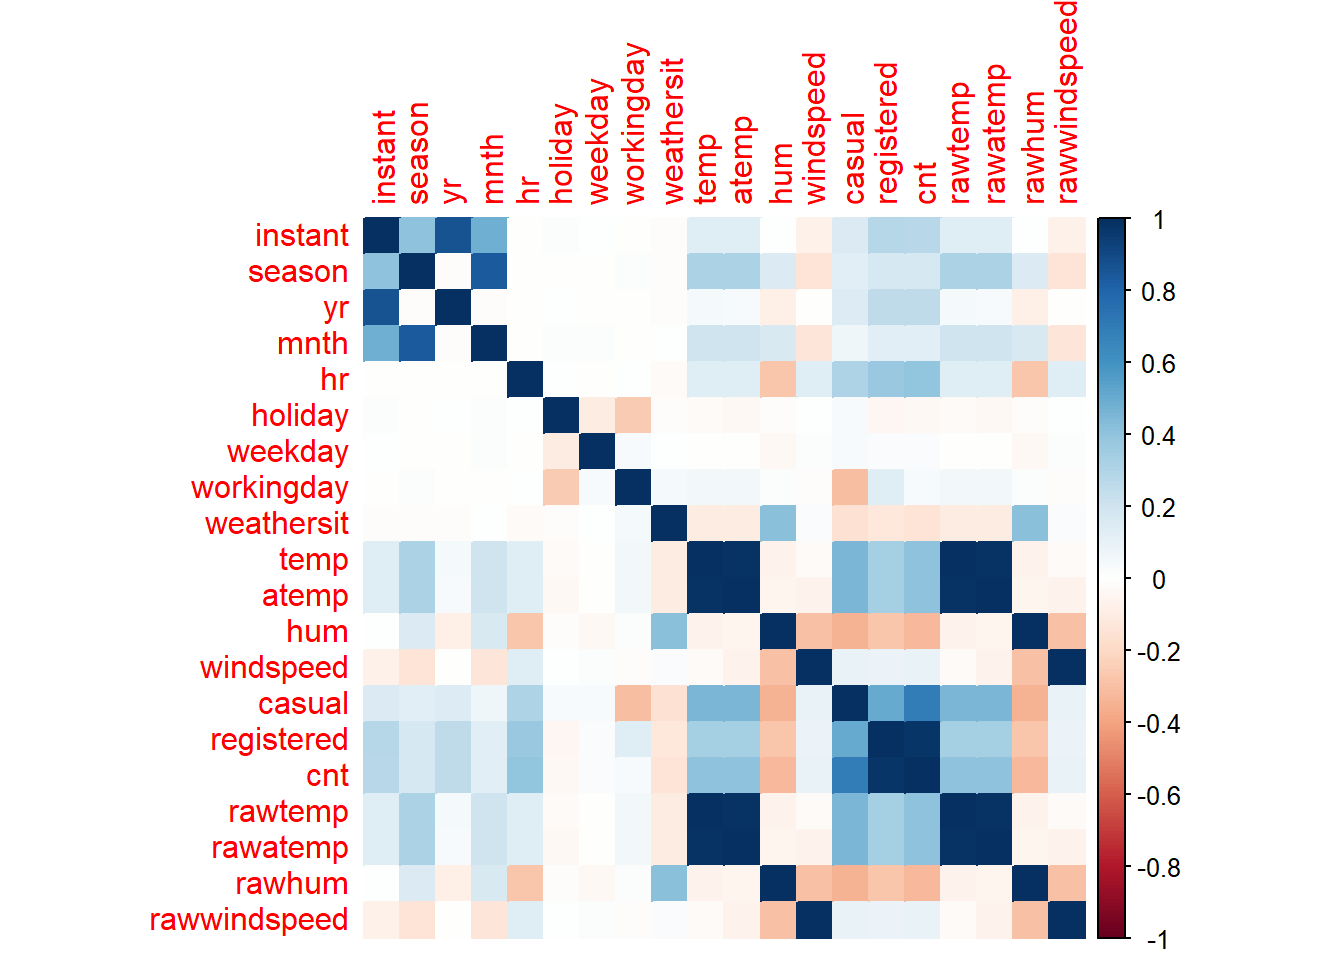 instant
season
yr
mnth
hr
holiday
weekday
workingday
weathersit
temp
atemp
hum
windspeed
casual
registered
cnt
rawtemp
rawatemp
rawhum
rawwindspeed
instant
season
yr
mnth
hr
holiday
weekday
workingday
weathersit
temp
atemp
hum
windspeed
casual
registered
cnt
rawtemp
rawatemp
rawhum
rawwindspeed
1
0.8
0.6
0.4
0.2
0
-0.2
-0.4
-0.6
-0.8
-1